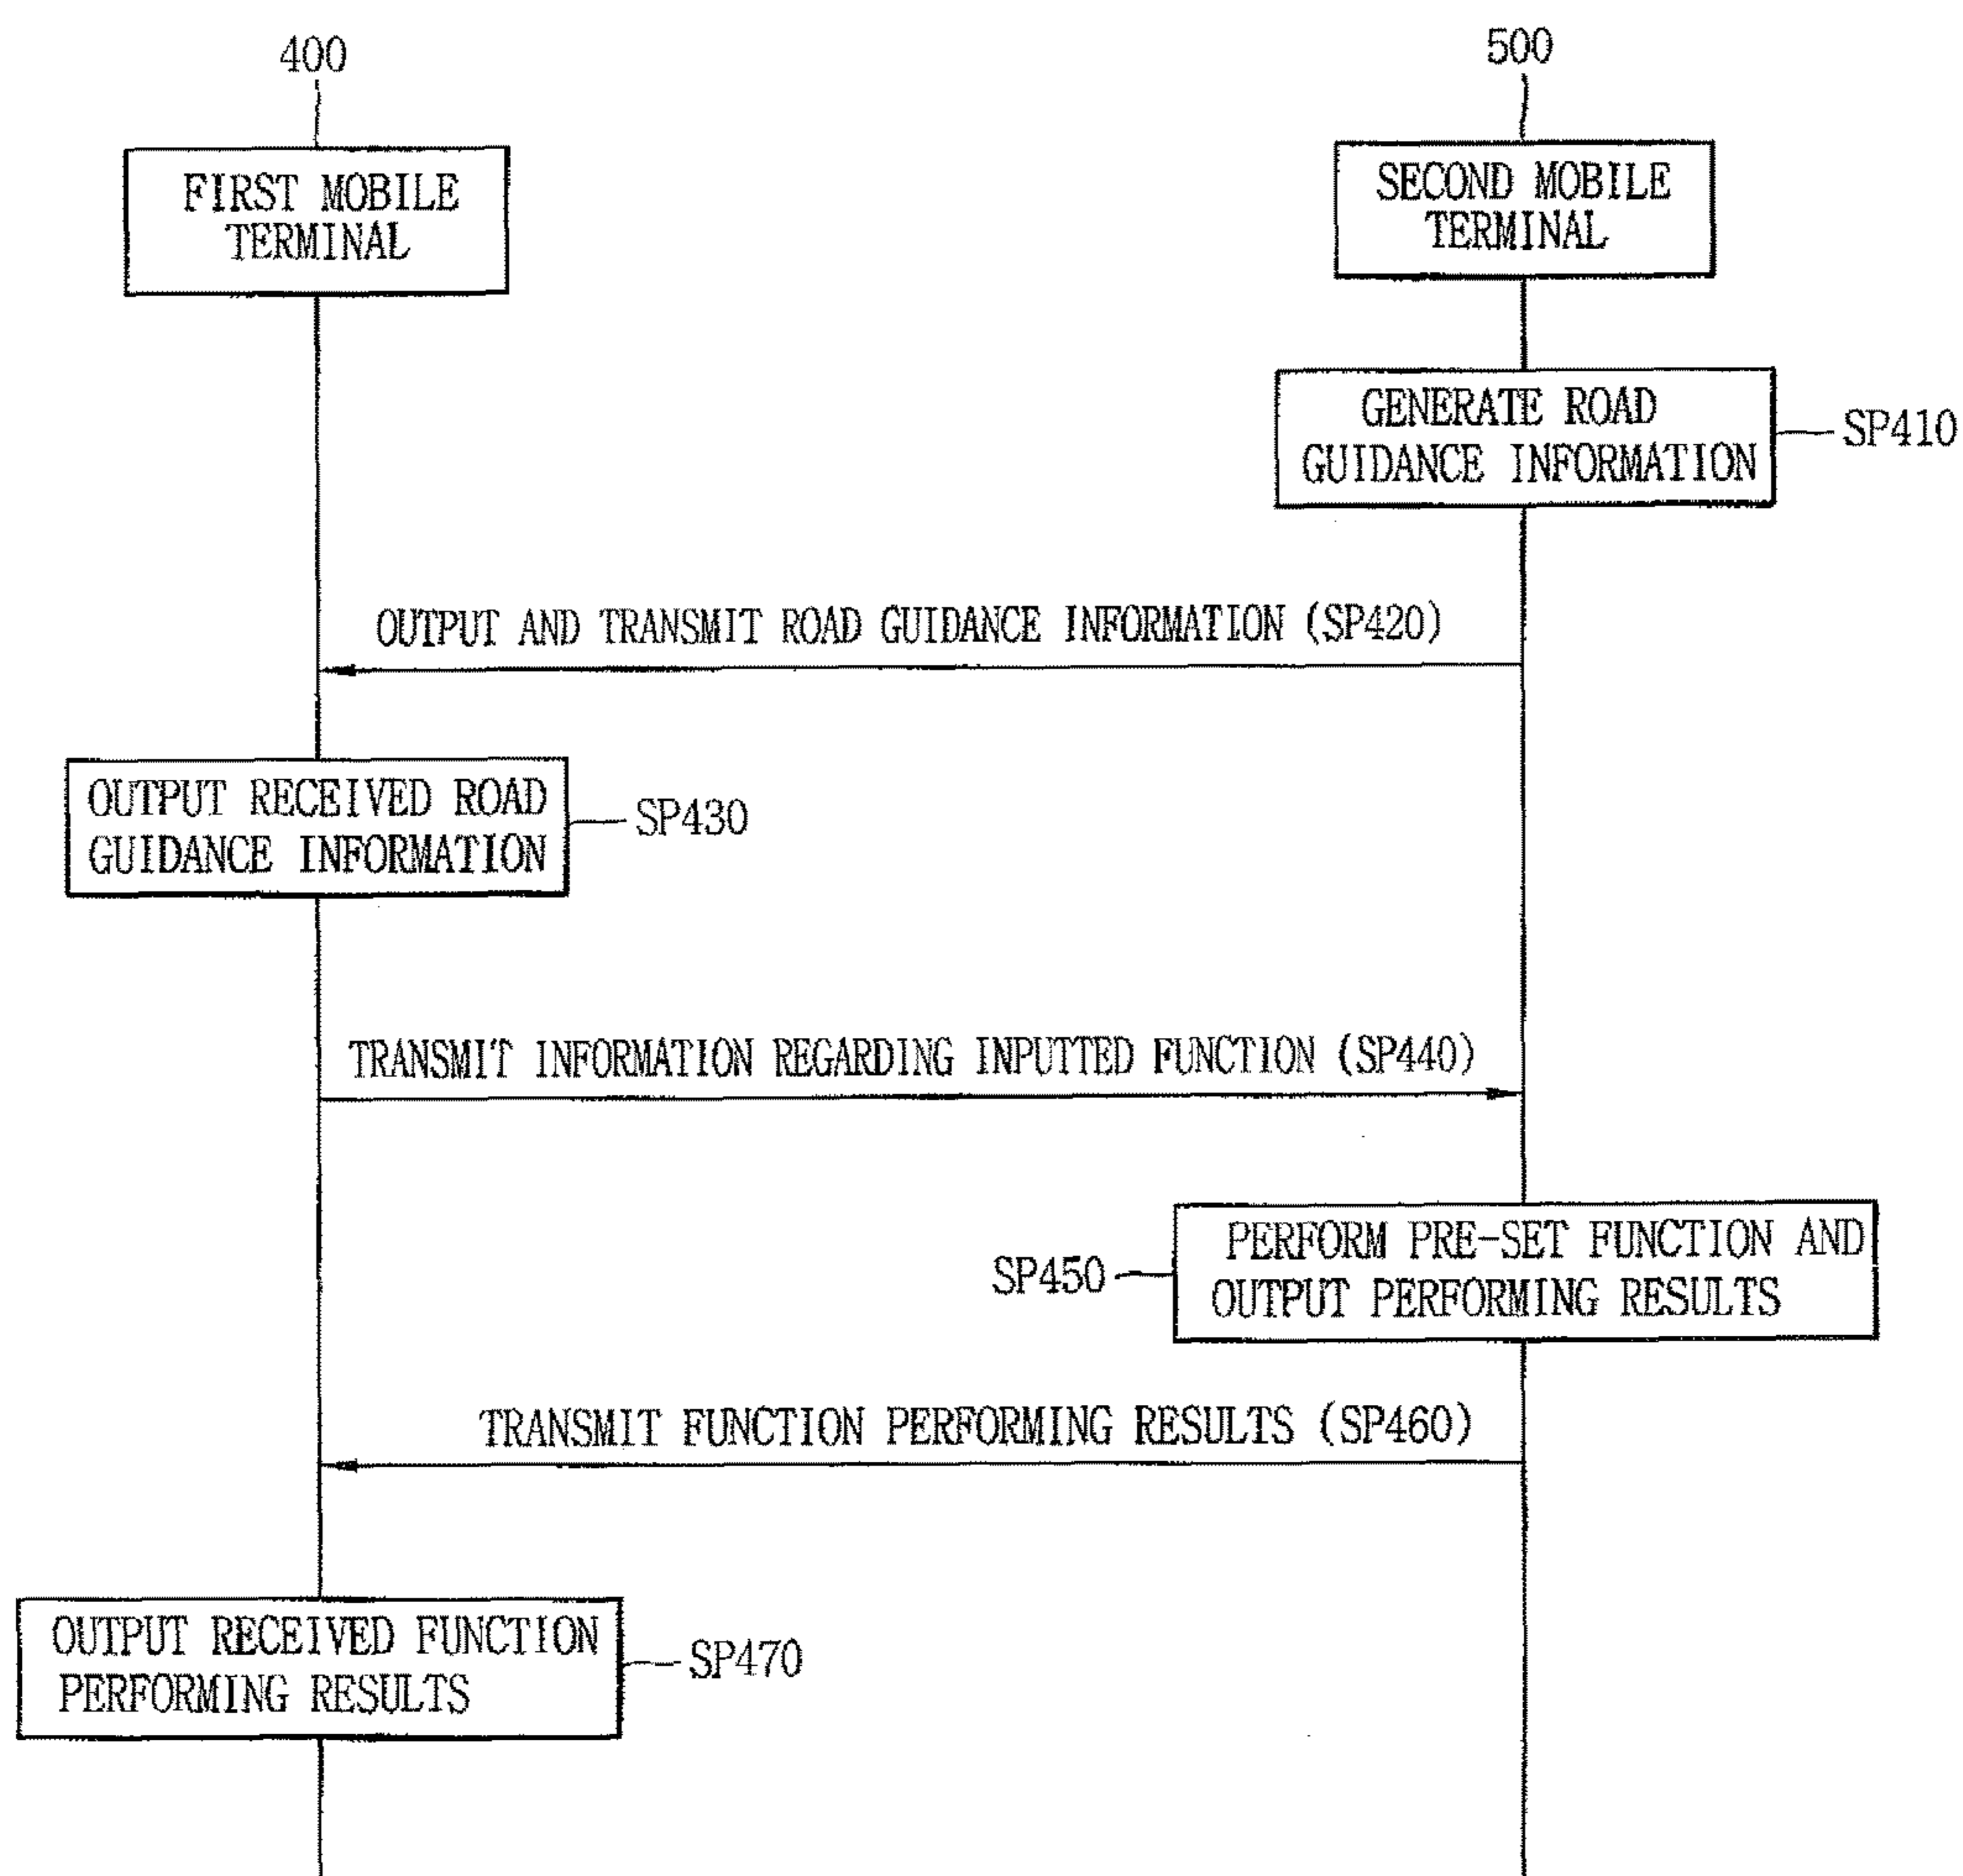 400
500
FIRST MOBILE
TERMINAL
SECOND MOBILE
TERMINAL
GENERATE ROAD
GUIDANCE INFORMATION
SP410
OUTPUT AND TRANSMIT ROAD GUIDANCE INFORMATION (SP420)
OUTPUT RECEIVED ROAD
GUIDANCE INFORMATION
SP430
TRANSMIT INFORMATION REGARDING INPUTTED FUNCTION (SP440)
PERFORM PRE-SET FUNCTION AND
OUTPUT PERFORMING RESULTS
SP450
TRANSMIT FUNCTION PERFORMING RESULTS (SP460)
OUTPUT RECEIVED FUNCTION
PERFORMING RESULTS
SP470